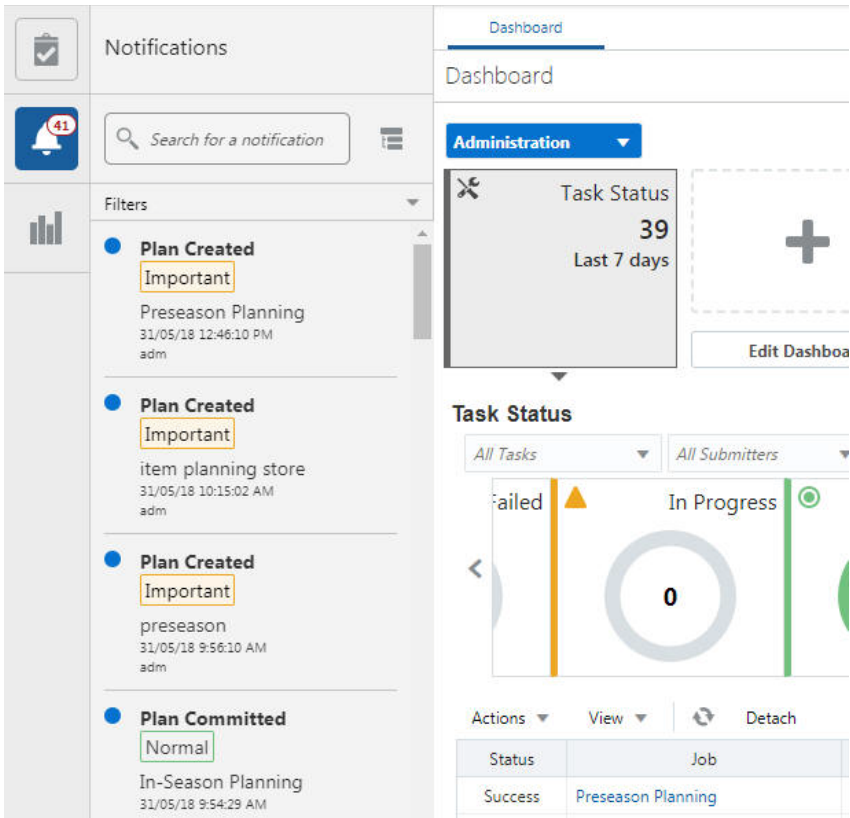 Notifications
41
Search for a notification
Filters
Plan Created
Important
Preseason Planning
31/05/18 12:46:10 PM
adm
Plan Created
Important
item planning store
31/05/18 10:15:02 AM
adm
Plan Created
Important
preseason
31/05/18 9:56:10 AM
adm
Plan Committed
Normal
In-Season Planning
31/05/18 9:54:29 AM
Dashboard
Dashboard
Administration
Task Status
39
Last 7 days
Edit Dashboa
Task Status
All Tasks
All Submitters
Failed
In Progress
0
Actions
View
Detach
Status
Job
Success
Preseason Planning